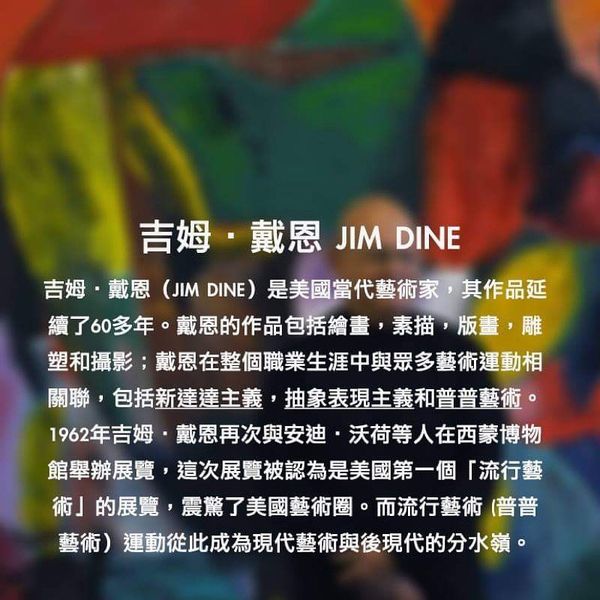 吉姆·戴恩 JIM DINE
吉姆·戴恩（JIM DINE）是美國當代藝術家，其作品延
續了60多年。戴恩的作品包括繪畫，素描，版畫，雕
塑和攝影；戴恩在整個職業生涯中與眾多藝術運動相
關聯，包括新達達主義，抽象表現主義和普普藝術。
1962年吉姆·戴恩再次與安迪·沃荷等人在西蒙博物
館舉辦展覽，這次展覽被認為是美國第一個「流行藝
術」的展覽，震驚了美國藝術圈。而流行藝術 (普普
藝術）運動從此成為現代藝術與後現代的分水嶺。